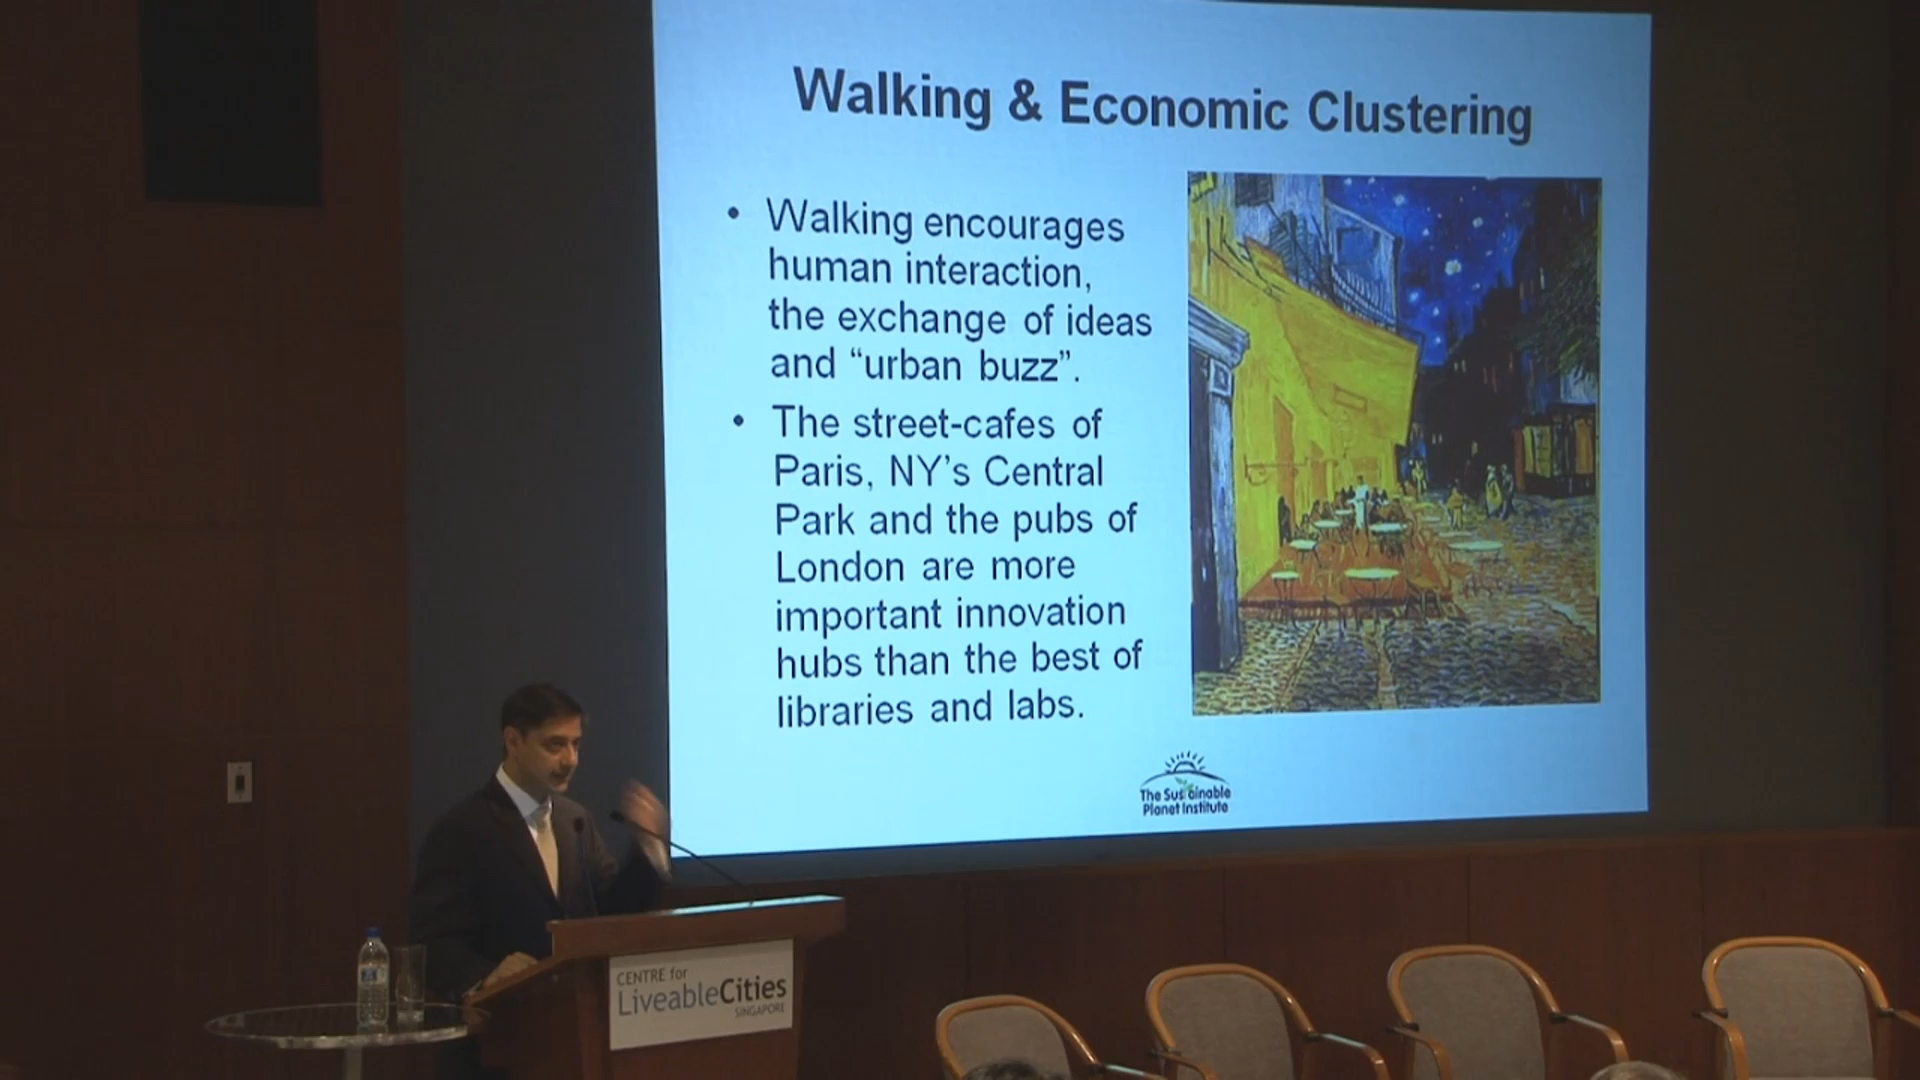 Walking & Economic Clustering
• Walking encourages
human interaction,
the exchange of ideas
and “urban buzz”.
• The street-cafes of
Paris, NY’s Central
Park and the pubs of
London are more
important innovation
hubs than the best of
libraries and labs.
The Sustainable
Planet Institute
CENTRE for
LiveableCities
SINGAPORE